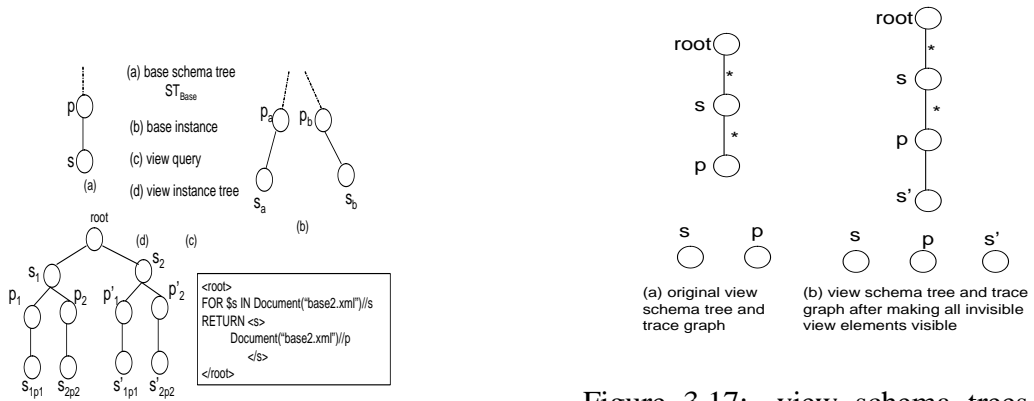 (a) base schema tree
ST_Base
(b) base instance
(c) view query
(d) view instance tree
p
s
(a)
p_a
p_b
s_a
s_b
(b)
root
(d)
(c)
s_1
s_2
p_1
p_2
p'_1
p'_2
s_1p1
s_2p2
s'_1p1
s'_2p2
<root>
FOR $s IN Document("base2.xml")//s
RETURN <s>
Document("base2.xml")//p
</s>
</root>
root
*
s
*
p
s
p
(a) original view
schema tree and
trace graph
root
*
s
*
p
s'
s
p
s'
(b) view schema tree and trace
graph after making all invisible
view elements visible
Figure 3.17: view schema trees